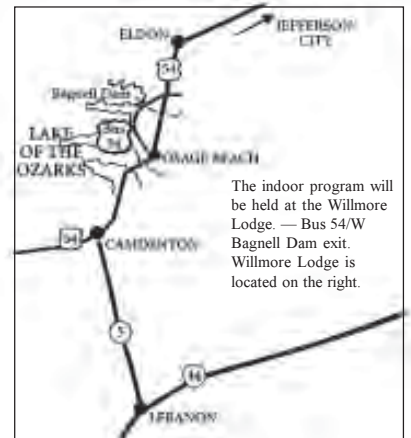 ELDON
JEFFERSON
CITY
54
Bagnell Dam
LAKE
OF THE
OZARKS
Bus
54
OSAGE BEACH
The indoor program will
be held at the Willmore
Lodge. — Bus 54/W
Bagnell Dam exit.
Willmore Lodge is
located on the right.
54
CAMDENTON
5
44
LEBANON